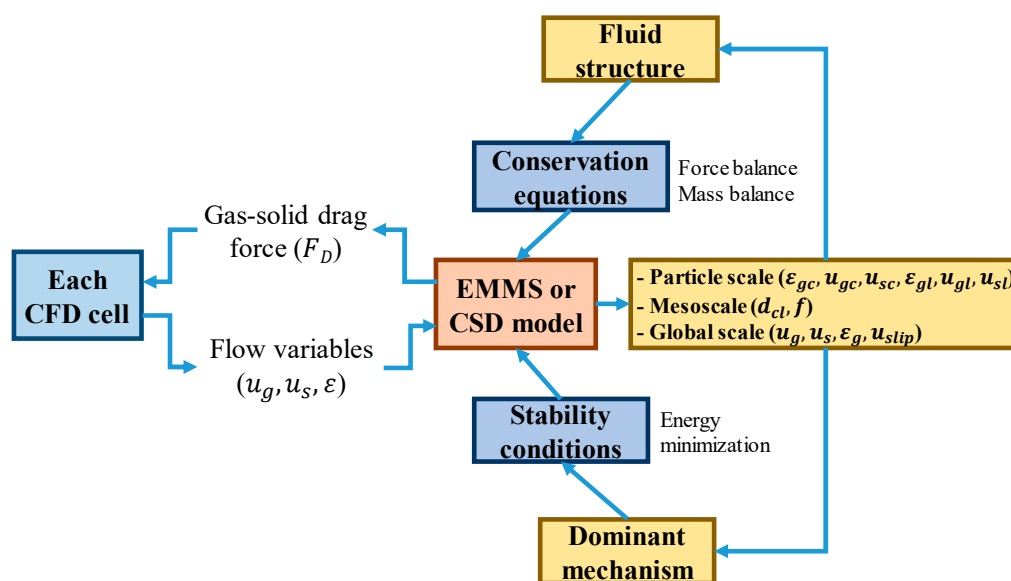 Fluid
structure
Conservation
equations
Force balance
Mass balance
Gas-solid drag
force (F_D)
Each
CFD cell
EMMS or
CSD model
- Particle scale (ε_gc, u_gc, u_sc, ε_gl, u_gl, u_sl)
- Mesoscale (d_cl, f)
- Global scale (u_g, u_s, ε_g, u_slip)
Flow variables
(u_g, u_s, ε)
Stability
conditions
Energy
minimization
Dominant
mechanism